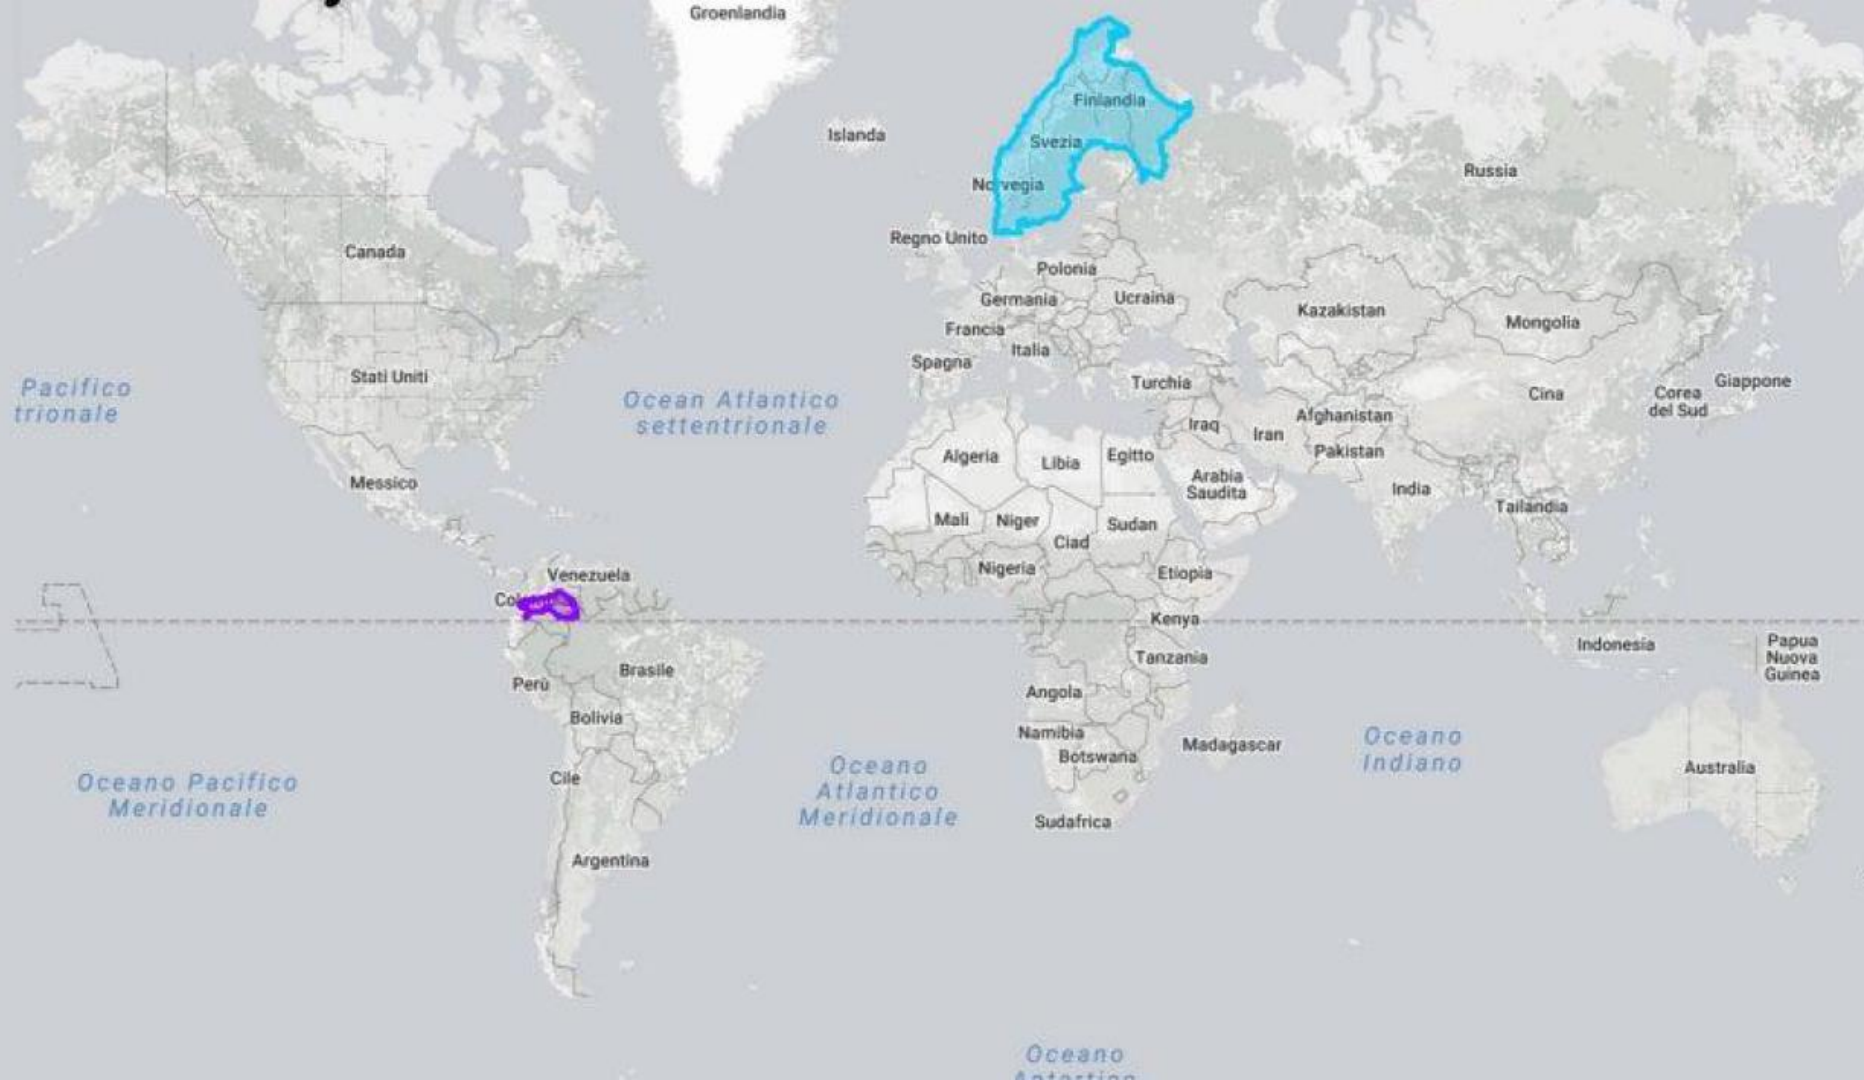 Groenlandia
Finlandia
Islanda
Svezia
Russia
Norvegia
Regno Unito
Canada
Polonia
Germania
Ucraina
Kazakistan
Mongolia
Francia
Italia
Spagna
Stati Uniti
Turchia
Cina
Corea
del Sud
Giappone
Pacifico
trionale
Ocean Atlantico
settentrionale
Afghanistan
Iraq
Iran
Pakistan
Algeria
Libia
Egitto
Arabia
Saudita
India
Messico
Tailandia
Mali
Niger
Sudan
Ciad
Nigeria
Etiopia
Venezuela
Kenya
Indonesia
Papua
Nuova
Guinea
Tanzania
Brasile
Perù
Angola
Bolivia
Namibia
Botswana
Madagascar
Oceano
Indiano
Oceano Pacifico
Meridionale
Cile
Oceano
Atlantico
Meridionale
Australia
Sudafrica
Argentina
Oceano